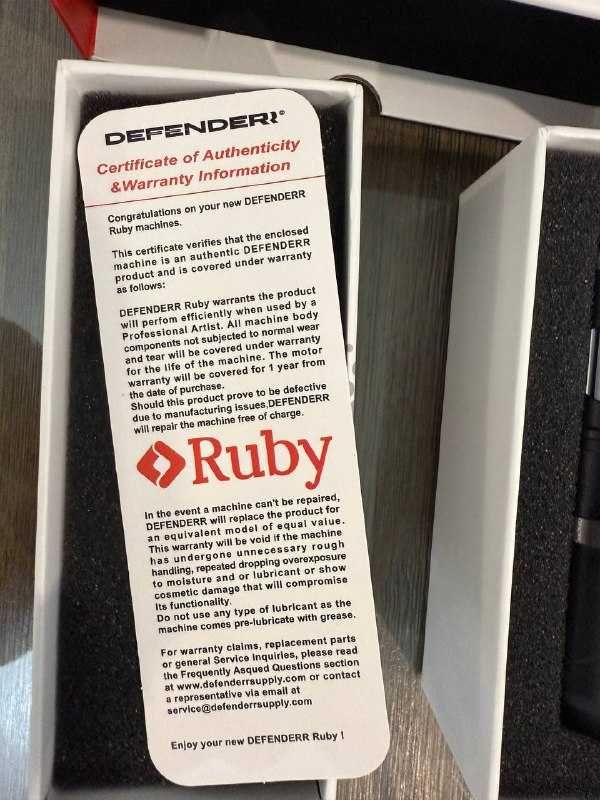 DEFENDERR®
Certificate of Authenticity
&Warranty Information
Congratulations on your new DEFENDERR
Ruby machines.
This certificate verifies that the enclosed
machine is an authentic DEFENDERR
product and is covered under warranty
as follows:
DEFENDERR Ruby warrants the product
will perfom efficiently when used by a
Professional Artist. All machine body
components not subjected to normal wear
and tear will be covered under warranty
for the life of the machine. The motor
warranty will be covered for 1 year from
the date of purchase.
Should this product prove to be defective
due to manufacturing issues,DEFENDERR
will repair the machine free of charge.
Ruby
In the event a machine can't be repaired,
DEFENDERR will replace the product for
an equivalent model of equal value.
This warranty will be void if the machine
has undergone unnecessary rough
handling, repeated dropping overexposure
to moisture and or lubricant or show
cosmetic damage that will compromise
Its functionality.
Do not use any type of lubricant as the
machine comes pre-lubricate with grease.
For warranty claims, replacement parts
or general Service Inquiries, please read
the Frequently Asqued Questions section
at www.defenderrsupply.com or contact
a representative via email at
service@defenderrsupply.com
Enjoy your new DEFENDERR Ruby !